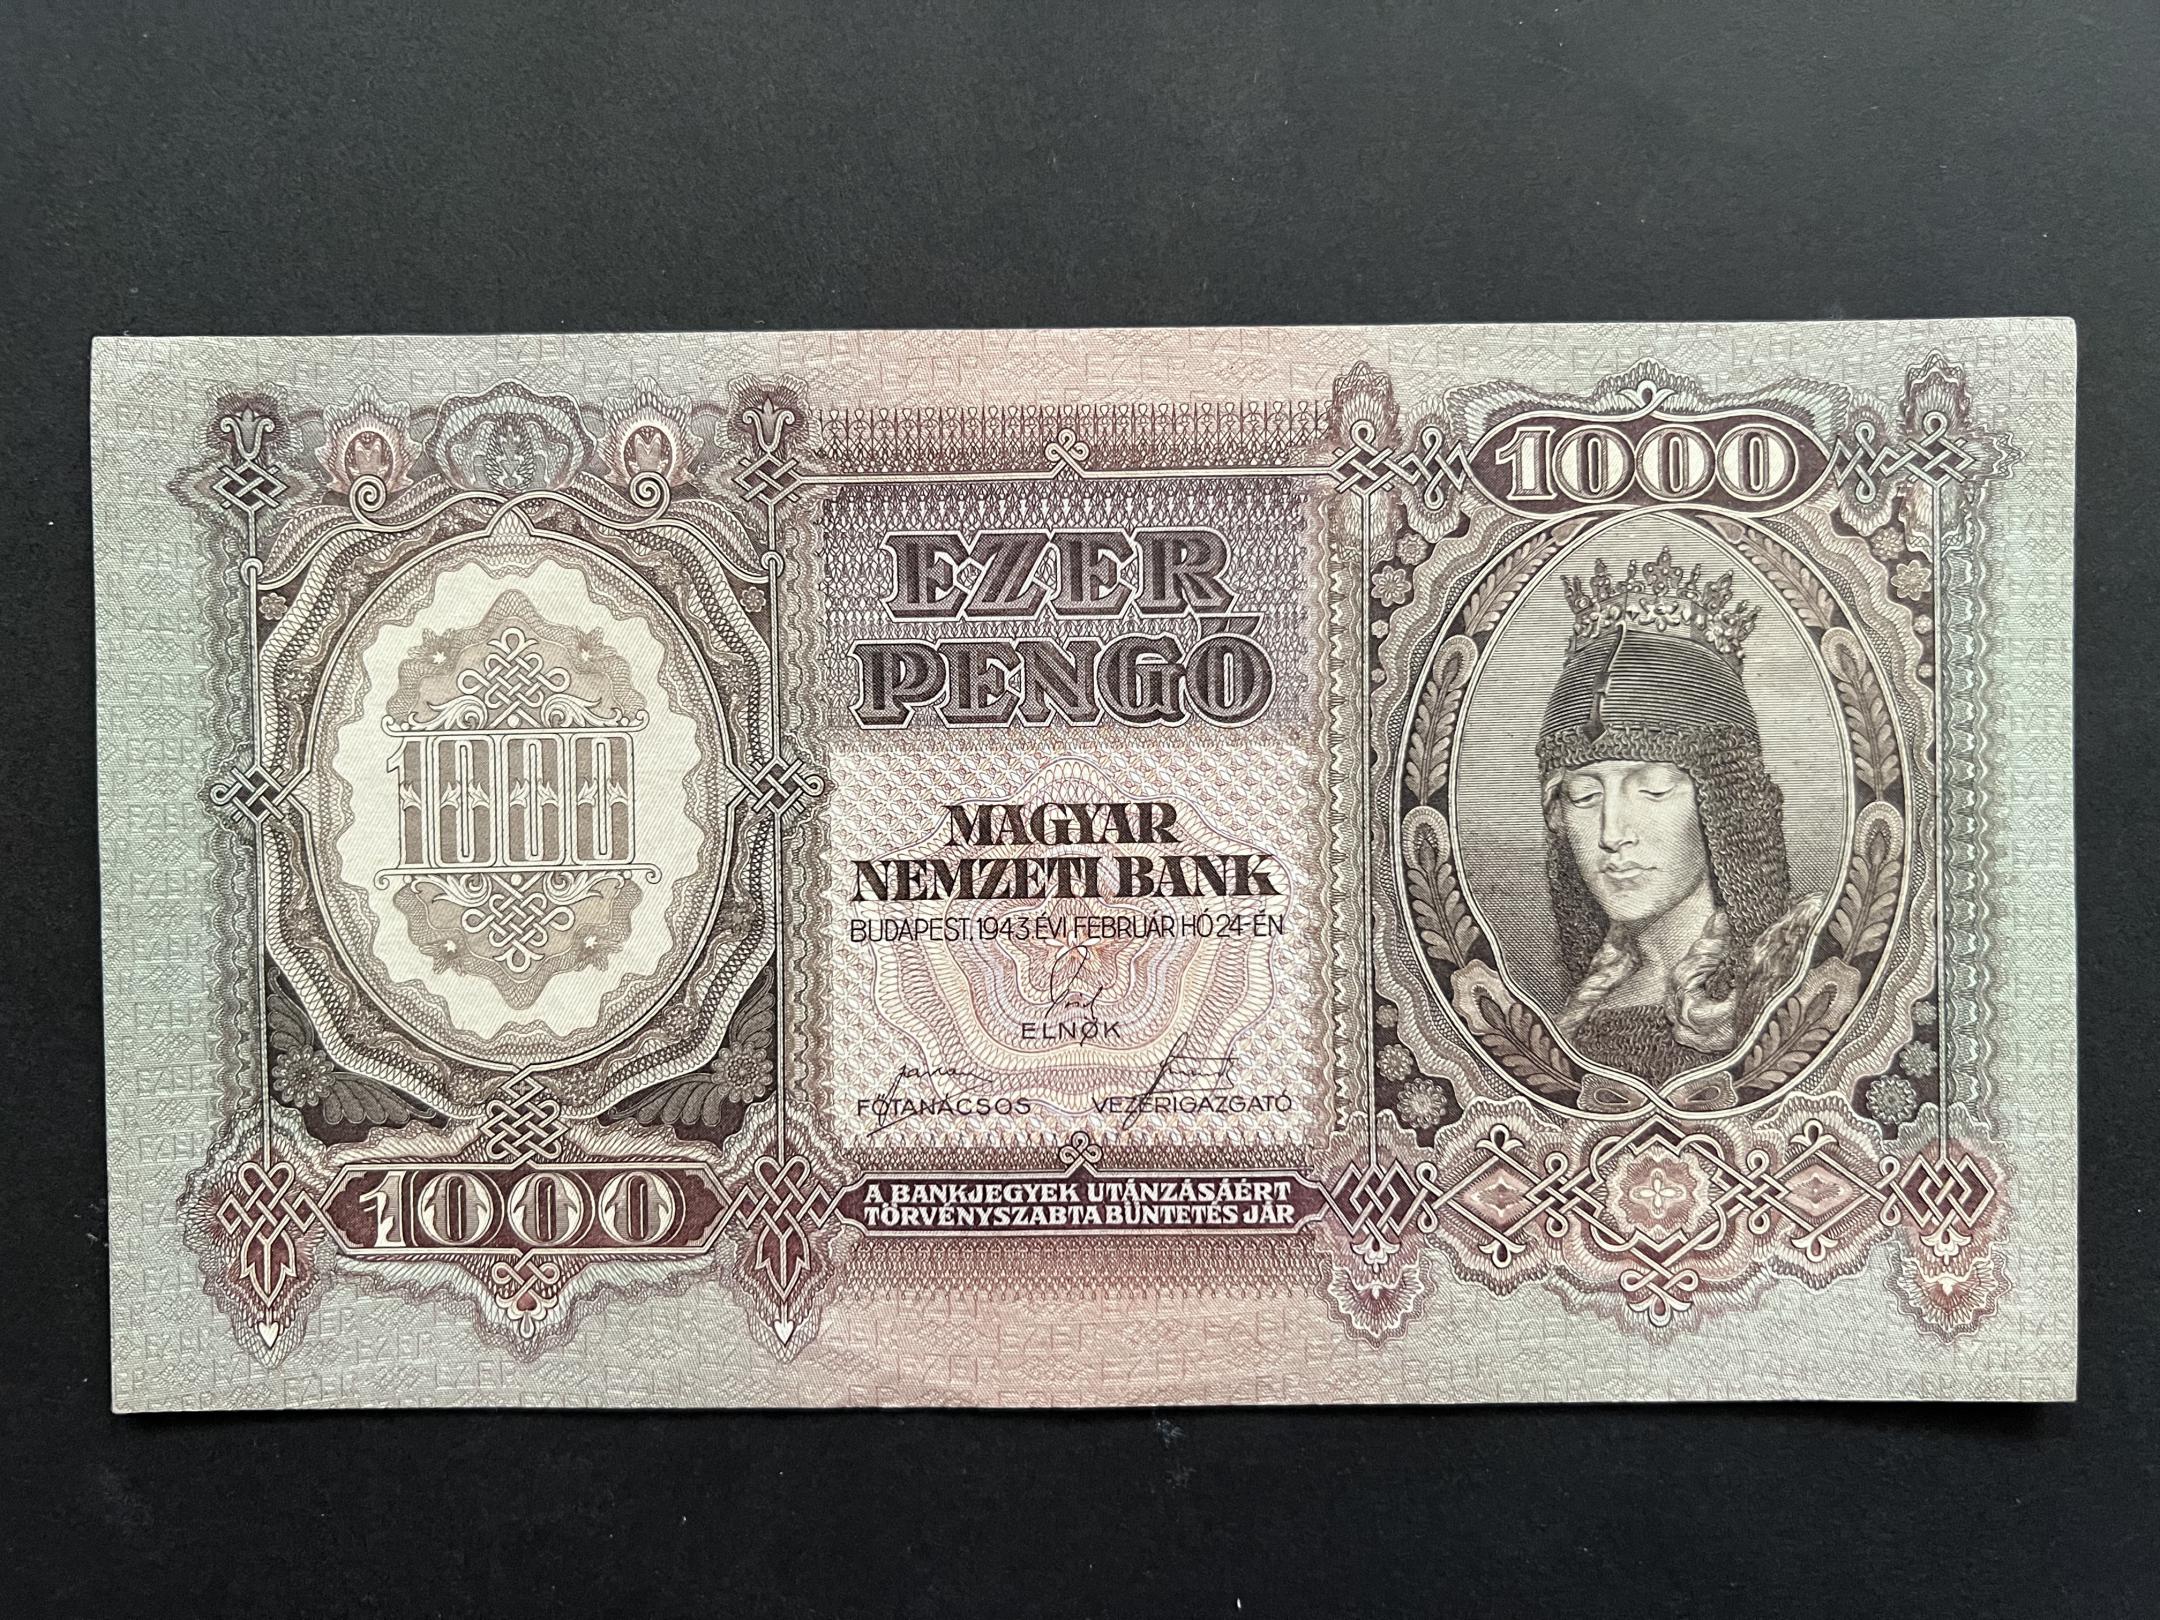 1000
EZER
PENGŐ
MAGYAR
NEMZETI BANK
BUDAPEST, 1943. ÉVI FEBRUÁR HÓ 24-ÉN
ELNÖK
FŐTANÁCSOS VEZÉRIGAZGATÓ
A BANKJEGYEK UTÁNZÁSÁÉRT
TÖRVÉNYSZABTA BÜNTETÉS JÁR
1000
1000